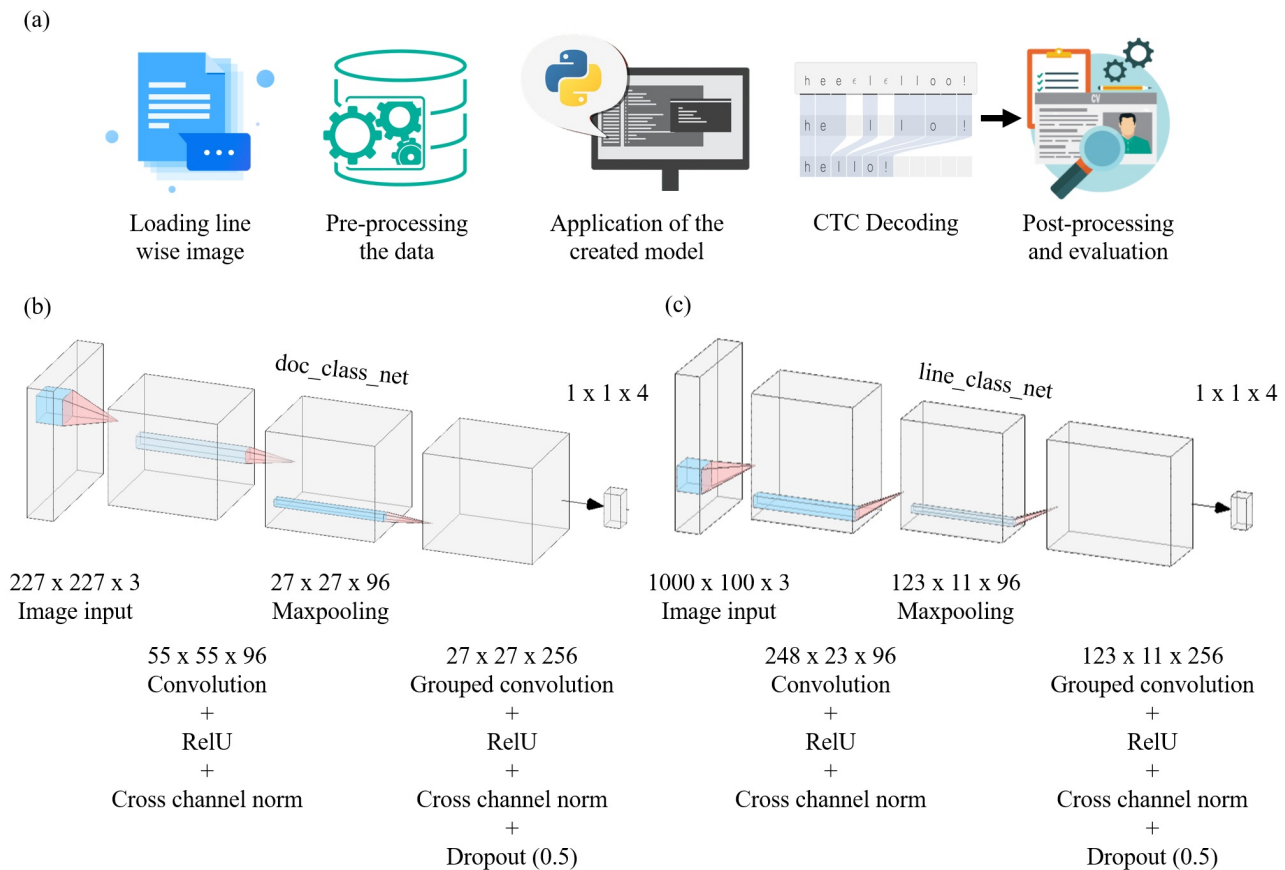 (a)
h e e ϵ l ϵ l l o o !
h e l l o !
h e l l o !
CV
Loading line
wise image
Pre-processing
the data
Application of the
created model
CTC Decoding
Post-processing
and evaluation
(b)
doc_class_net
1 x 1 x 4
227 x 227 x 3
Image input
27 x 27 x 96
Maxpooling
55 x 55 x 96
Convolution
+
RelU
+
Cross channel norm
27 x 27 x 256
Grouped convolution
+
RelU
+
Cross channel norm
+
Dropout (0.5)
(c)
line_class_net
1 x 1 x 4
1000 x 100 x 3
Image input
123 x 11 x 96
Maxpooling
248 x 23 x 96
Convolution
+
RelU
+
Cross channel norm
123 x 11 x 256
Grouped convolution
+
RelU
+
Cross channel norm
+
Dropout (0.5)